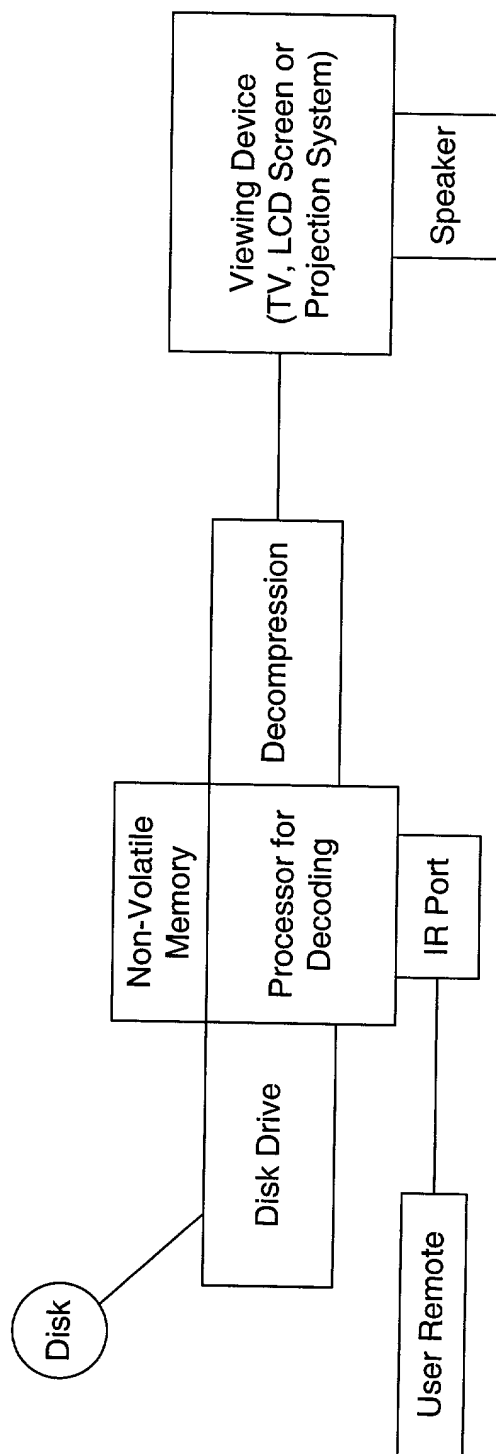 Disk
Disk Drive
User Remote
Non-Volatile
Memory
Processor for
Decoding
IR Port
Decompression
Viewing Device
(TV, LCD Screen or
Projection System)
Speaker